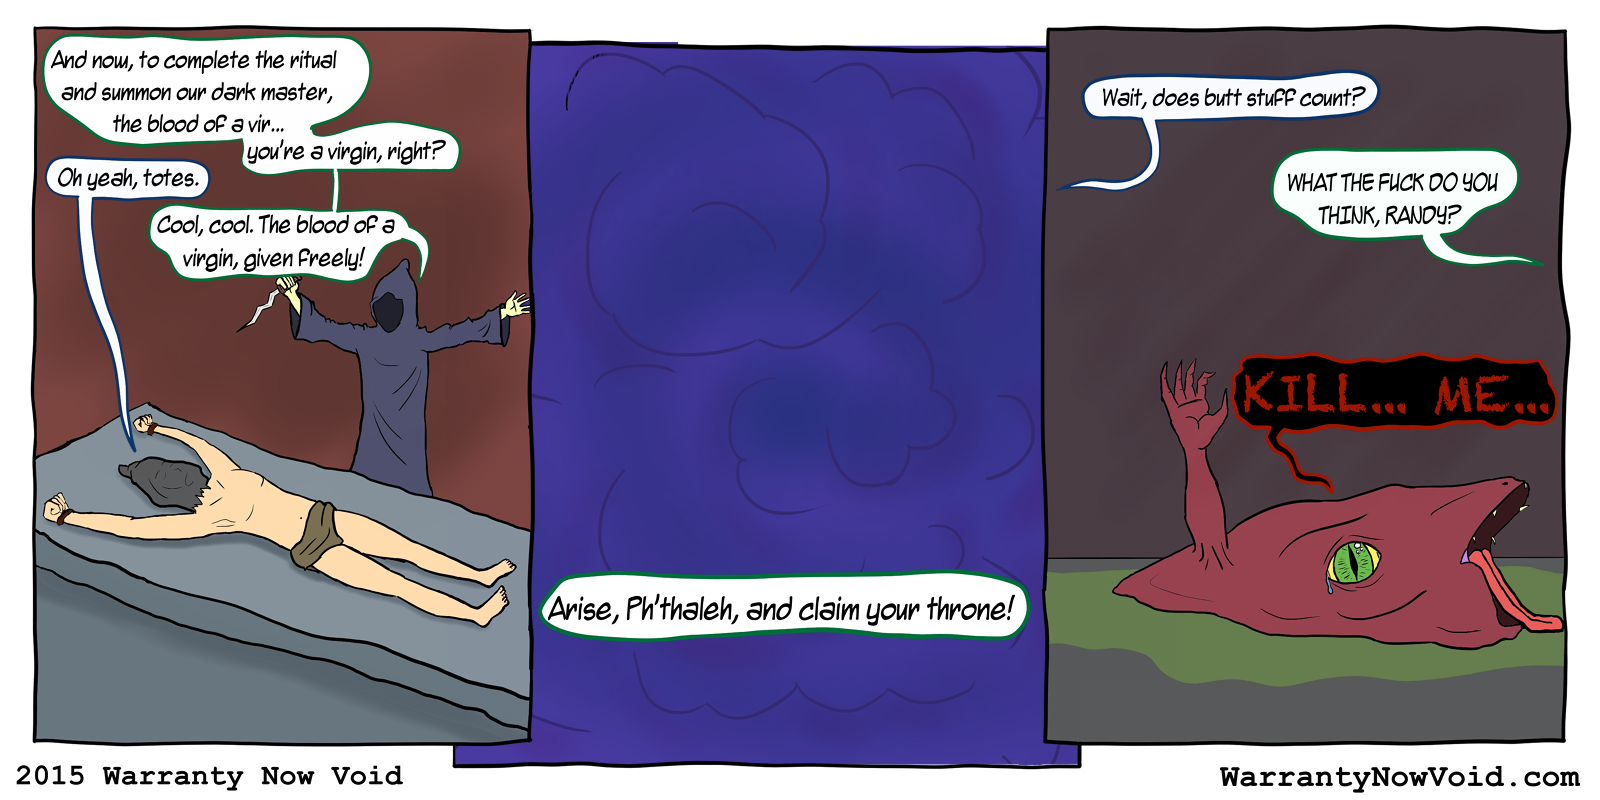 And now, to complete the ritual
and summon our dark master,
the blood of a vir...
you're a virgin, right?
Oh yeah, totes.
Cool, cool. The blood of a
virgin, given freely!
Arise, Ph'thaleh, and claim your throne!
Wait, does butt stuff count?
WHAT THE FUCK DO YOU
THINK, RANDY?
KILL... ME...
2015 Warranty Now Void
WarrantyNowVoid.com